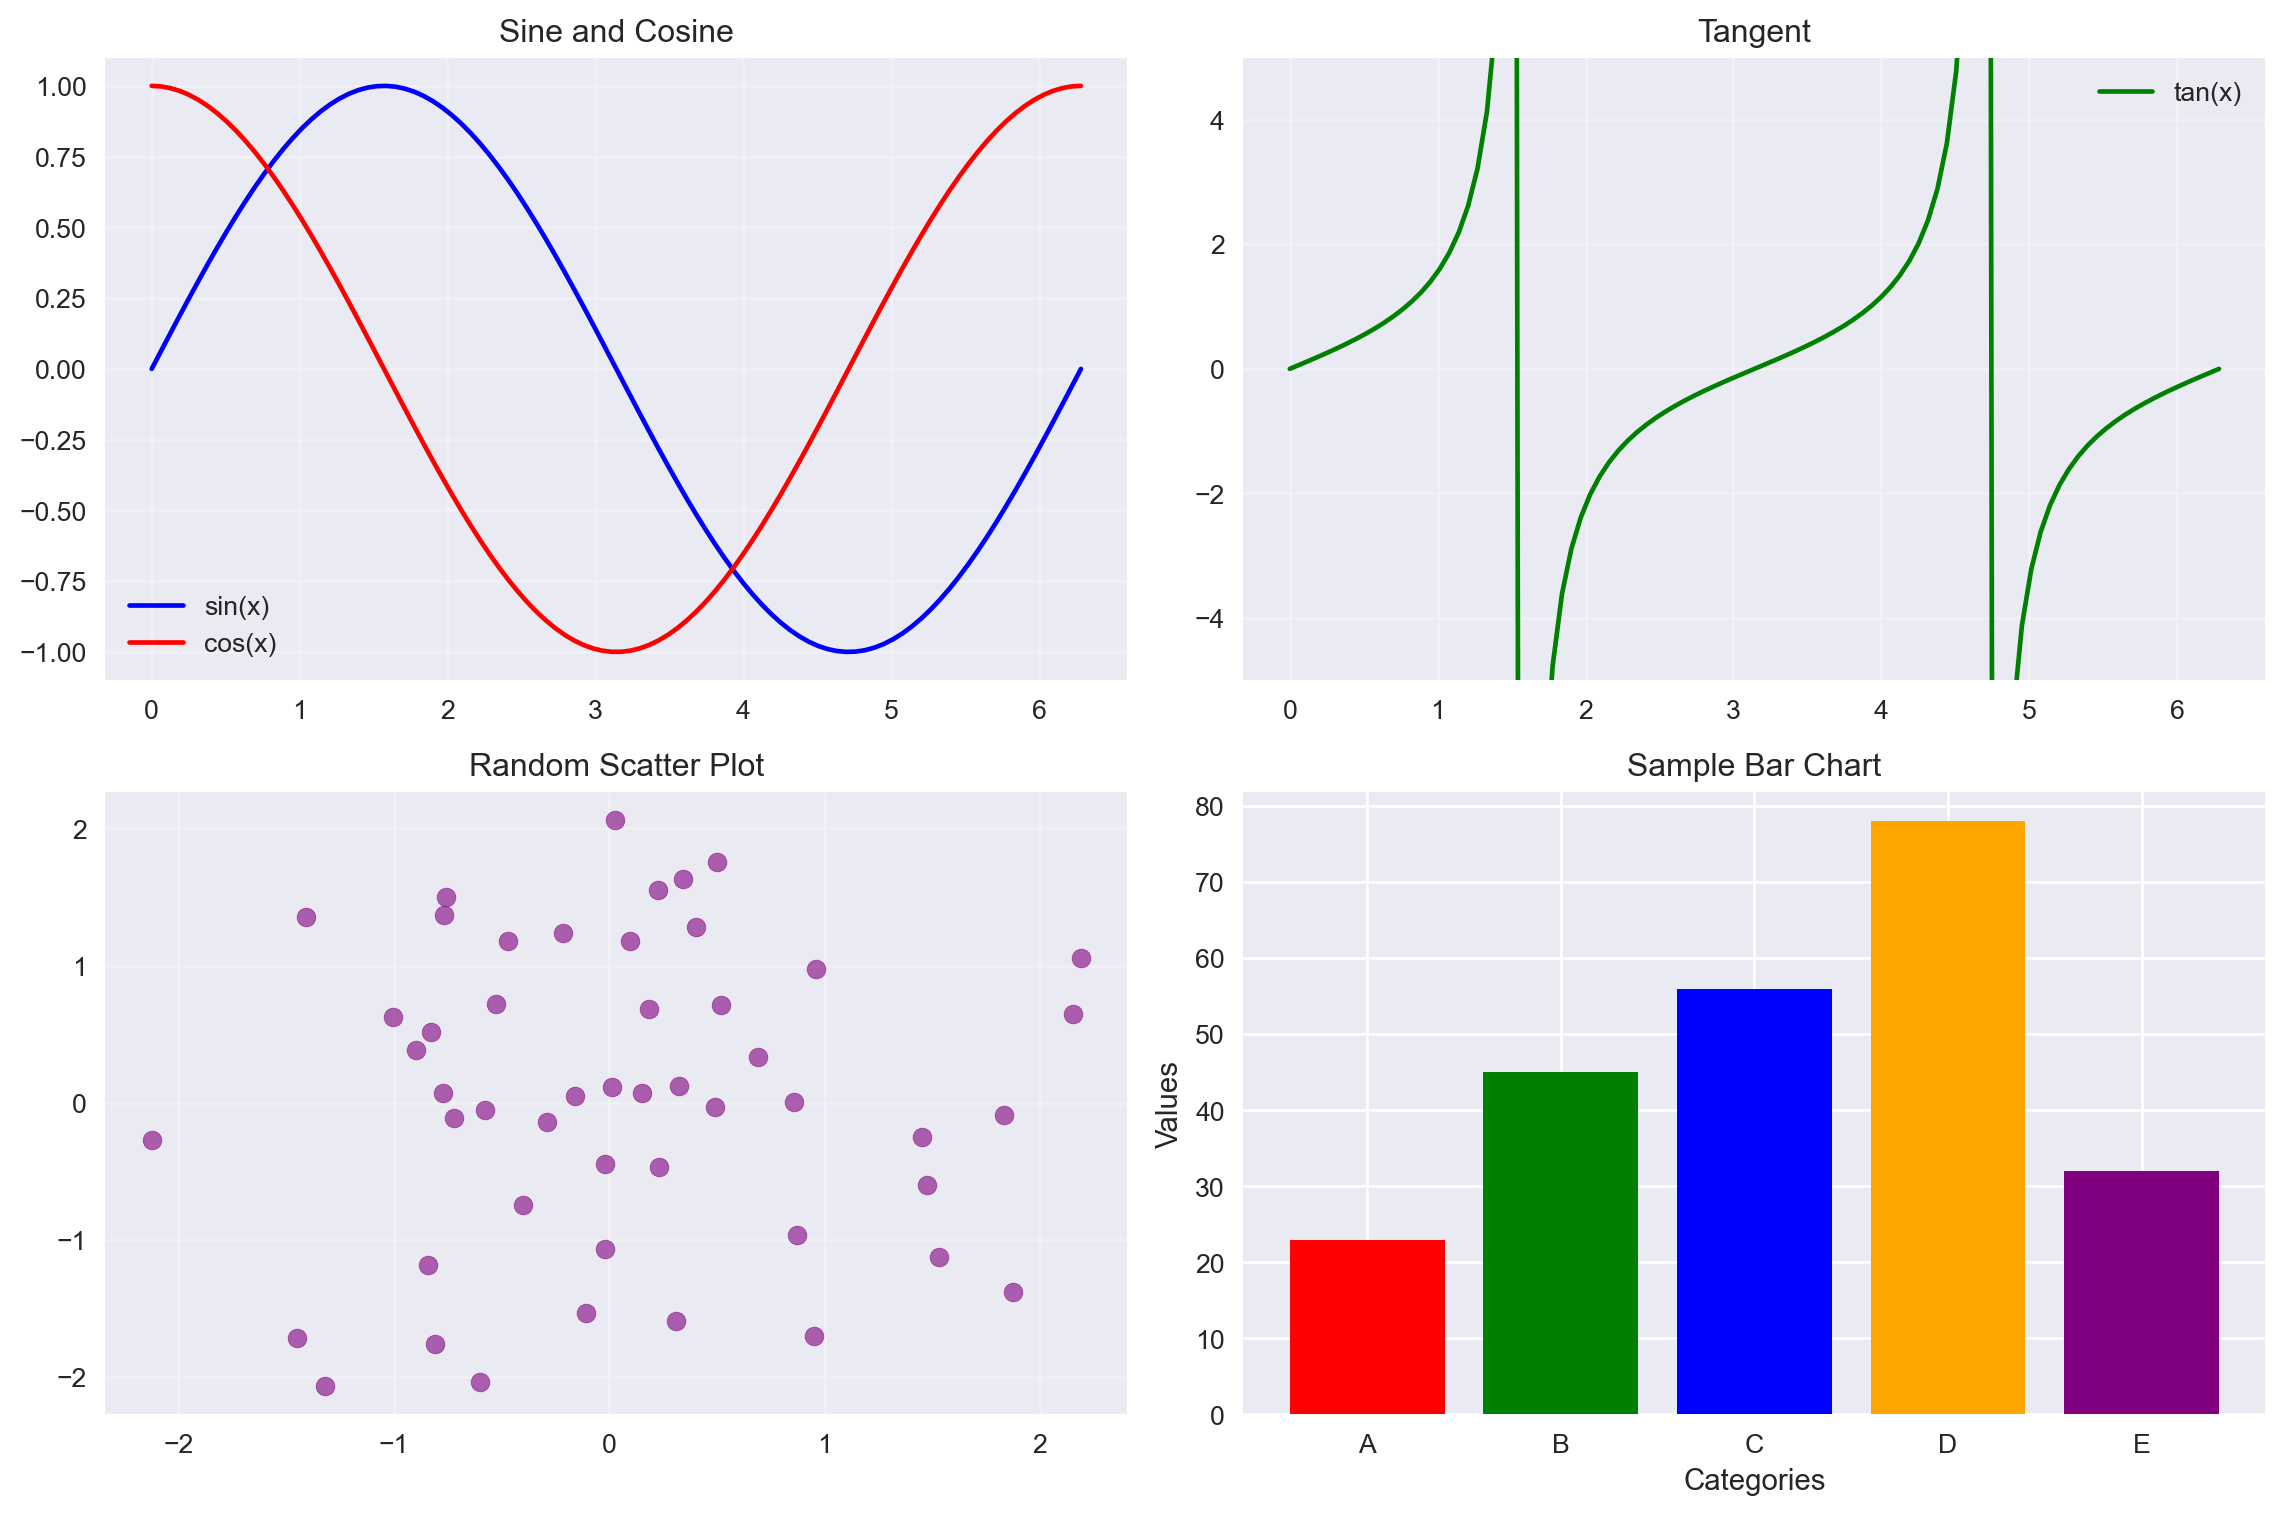 Sine and Cosine
1.00
0.75
0.50
0.25
0.00
−0.25
−0.50
−0.75
−1.00
sin(x)
cos(x)
0 1 2 3 4 5 6
Tangent
4
2
0
−2
−4
tan(x)
0 1 2 3 4 5 6
Random Scatter Plot
2
1
0
−1
−2
−2 −1 0 1 2
Sample Bar Chart
Values
80
70
60
50
40
30
20
10
0
A B C D E
Categories